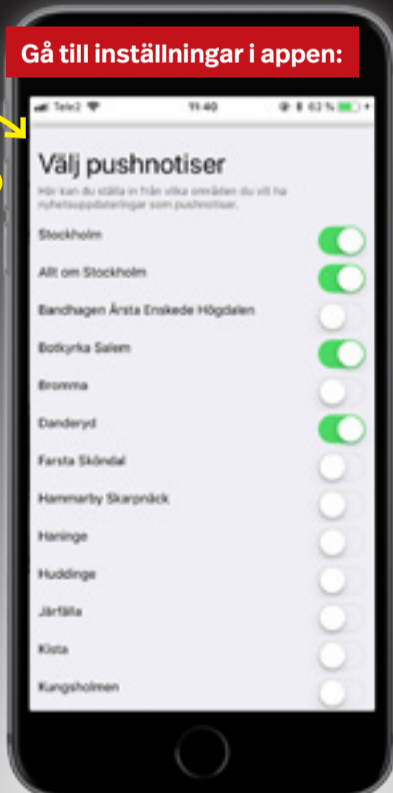 Gå till inställningar i appen:
Tele2 11:40 62 %
Välj pushnotiser
Här kan du ställa in från vilka områden du vill ha
nyhetsuppdateringar som pushnotiser.
Stockholm
Allt om Stockholm
Bandhagen Årsta Enskede Högdalen
Botkyrka Salem
Bromma
Danderyd
Farsta Sköndal
Hammarby Skarpnäck
Haninge
Huddinge
Järfälla
Kista
Kungsholmen